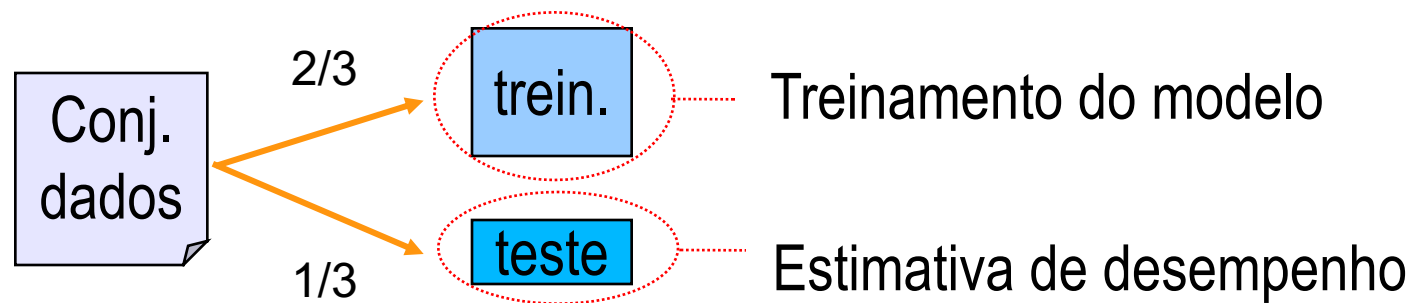 Conj.
dados
2/3
trein.
Treinamento do modelo
1/3
teste
Estimativa de desempenho